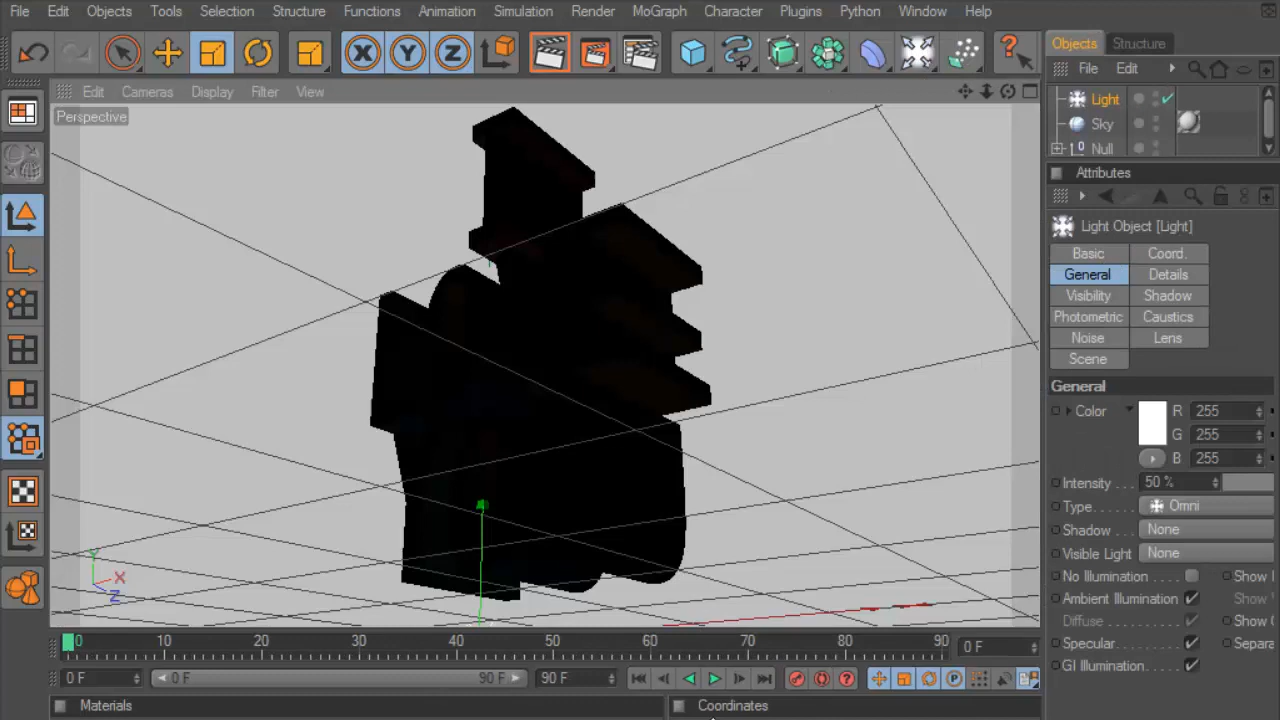 File Edit Objects Tools Selection Structure Functions Animation Simulation Render MoGraph Character Plugins Python Window Help
X Y Z ?
Objects Structure
File Edit
Edit Cameras Display Filter View
Perspective
Light
Sky
Null
Attributes
Light Object [Light]
Basic Coord.
General Details
Visibility Shadow
Photometric Caustics
Noise Lens
Scene
General
Color R 255
G 255
B 255
Intensity . . . 50 %
Type. . . . . . Omni
Shadow . . . . None
Visible Light None
No Illumination . . . .
Ambient Illumination
Diffuse . . . . . . .
Specular . . . . . . .
GI Illumination. . . .
Y X Z
0 10 20 30 40 50 60 70 80 90 0 F
0 F 0 F 90 F 90 F
Materials Coordinates